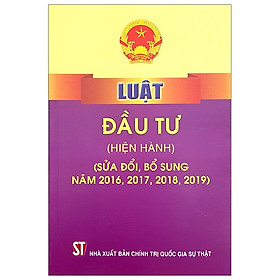 LUẬT
ĐẦU TƯ
(HIỆN HÀNH)
(SỬA ĐỔI, BỔ SUNG
NĂM 2016, 2017, 2018, 2019)
ST NHÀ XUẤT BẢN CHÍNH TRỊ QUỐC GIA SỰ THẬT